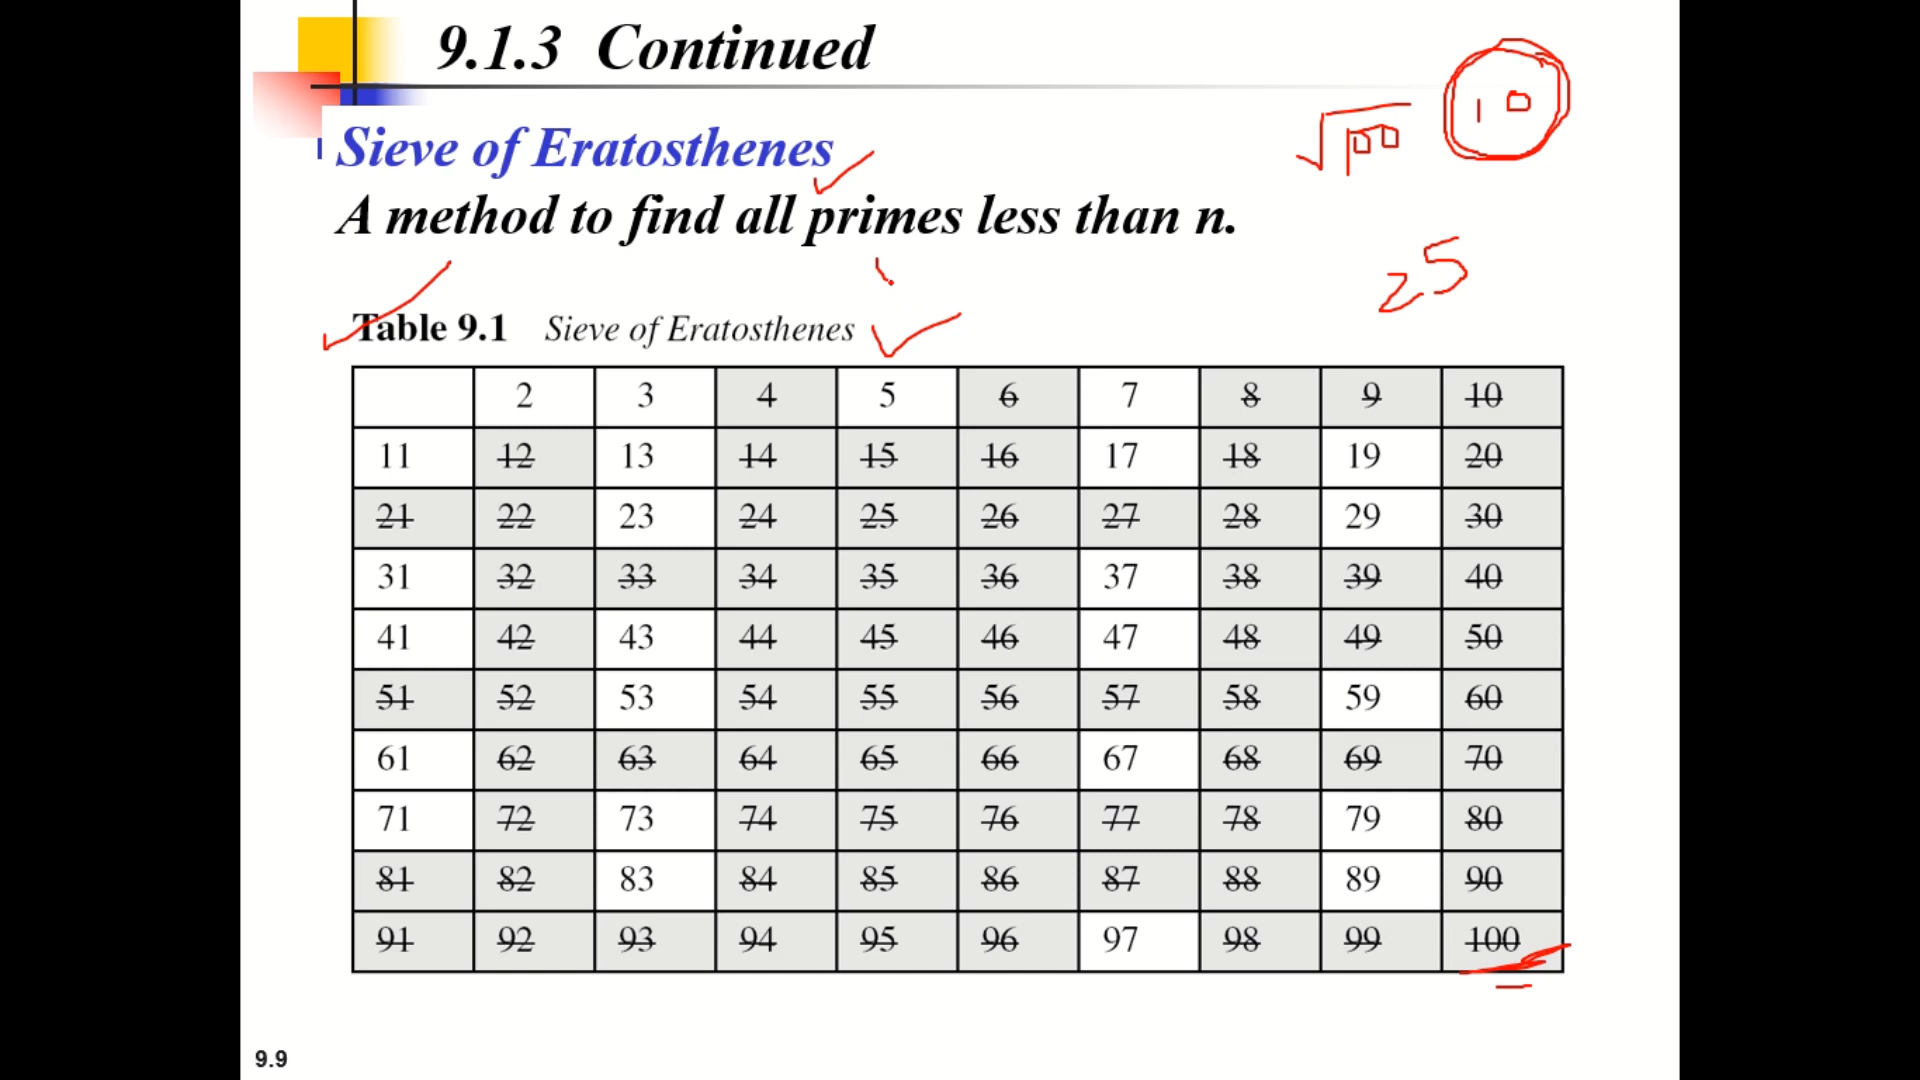 9.1.3 Continued
√100 10
Sieve of Eratosthenes
A method to find all primes less than n.
25
Table 9.1 Sieve of Eratosthenes
2 3 4 5 6 7 8 9 10
11 12 13 14 15 16 17 18 19 20
21 22 23 24 25 26 27 28 29 30
31 32 33 34 35 36 37 38 39 40
41 42 43 44 45 46 47 48 49 50
51 52 53 54 55 56 57 58 59 60
61 62 63 64 65 66 67 68 69 70
71 72 73 74 75 76 77 78 79 80
81 82 83 84 85 86 87 88 89 90
91 92 93 94 95 96 97 98 99 100
9.9